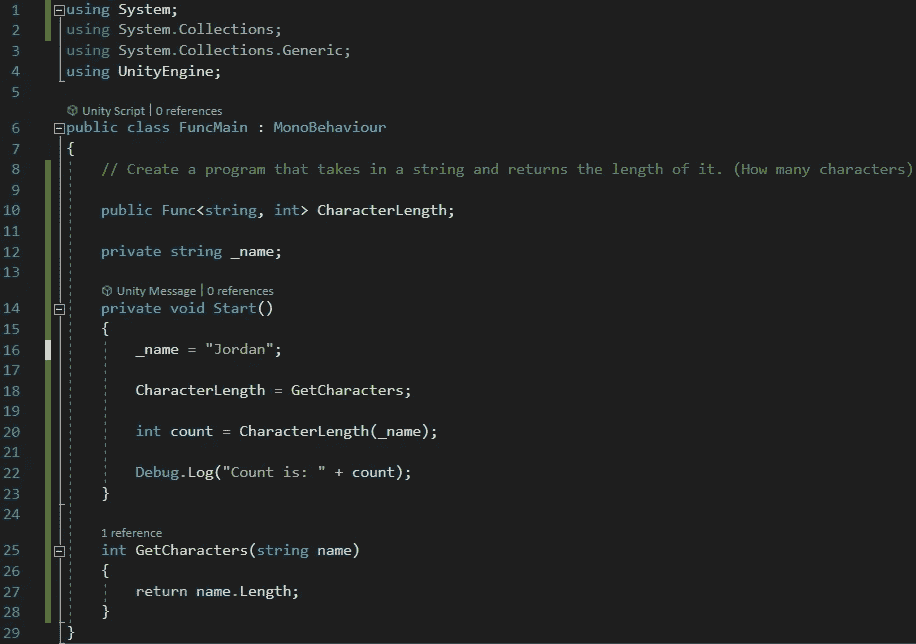 1 using System;
2 using System.Collections;
3 using System.Collections.Generic;
4 using UnityEngine;
5
Unity Script | 0 references
6 public class FuncMain : MonoBehaviour
7 {
8 // Create a program that takes in a string and returns the length of it. (How many characters)
9
10 public Func<string, int> CharacterLength;
11
12 private string _name;
13
Unity Message | 0 references
14 private void Start()
15 {
16 _name = "Jordan";
17
18 CharacterLength = GetCharacters;
19
20 int count = CharacterLength(_name);
21
22 Debug.Log("Count is: " + count);
23 }
24
1 reference
25 int GetCharacters(string name)
26 {
27 return name.Length;
28 }
29 }